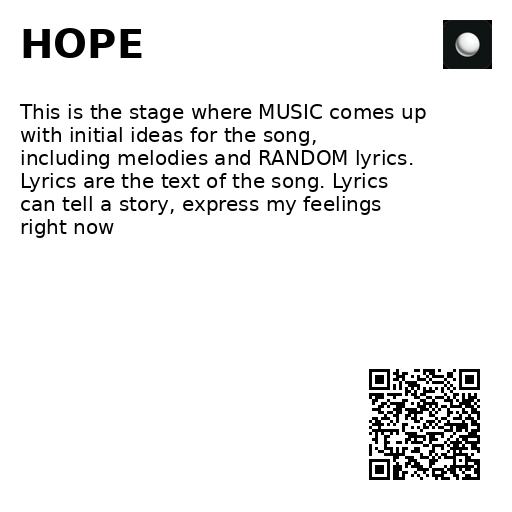 HOPE
This is the stage where MUSIC comes up
with initial ideas for the song,
including melodies and RANDOM lyrics.
Lyrics are the text of the song. Lyrics
can tell a story, express my feelings
right now